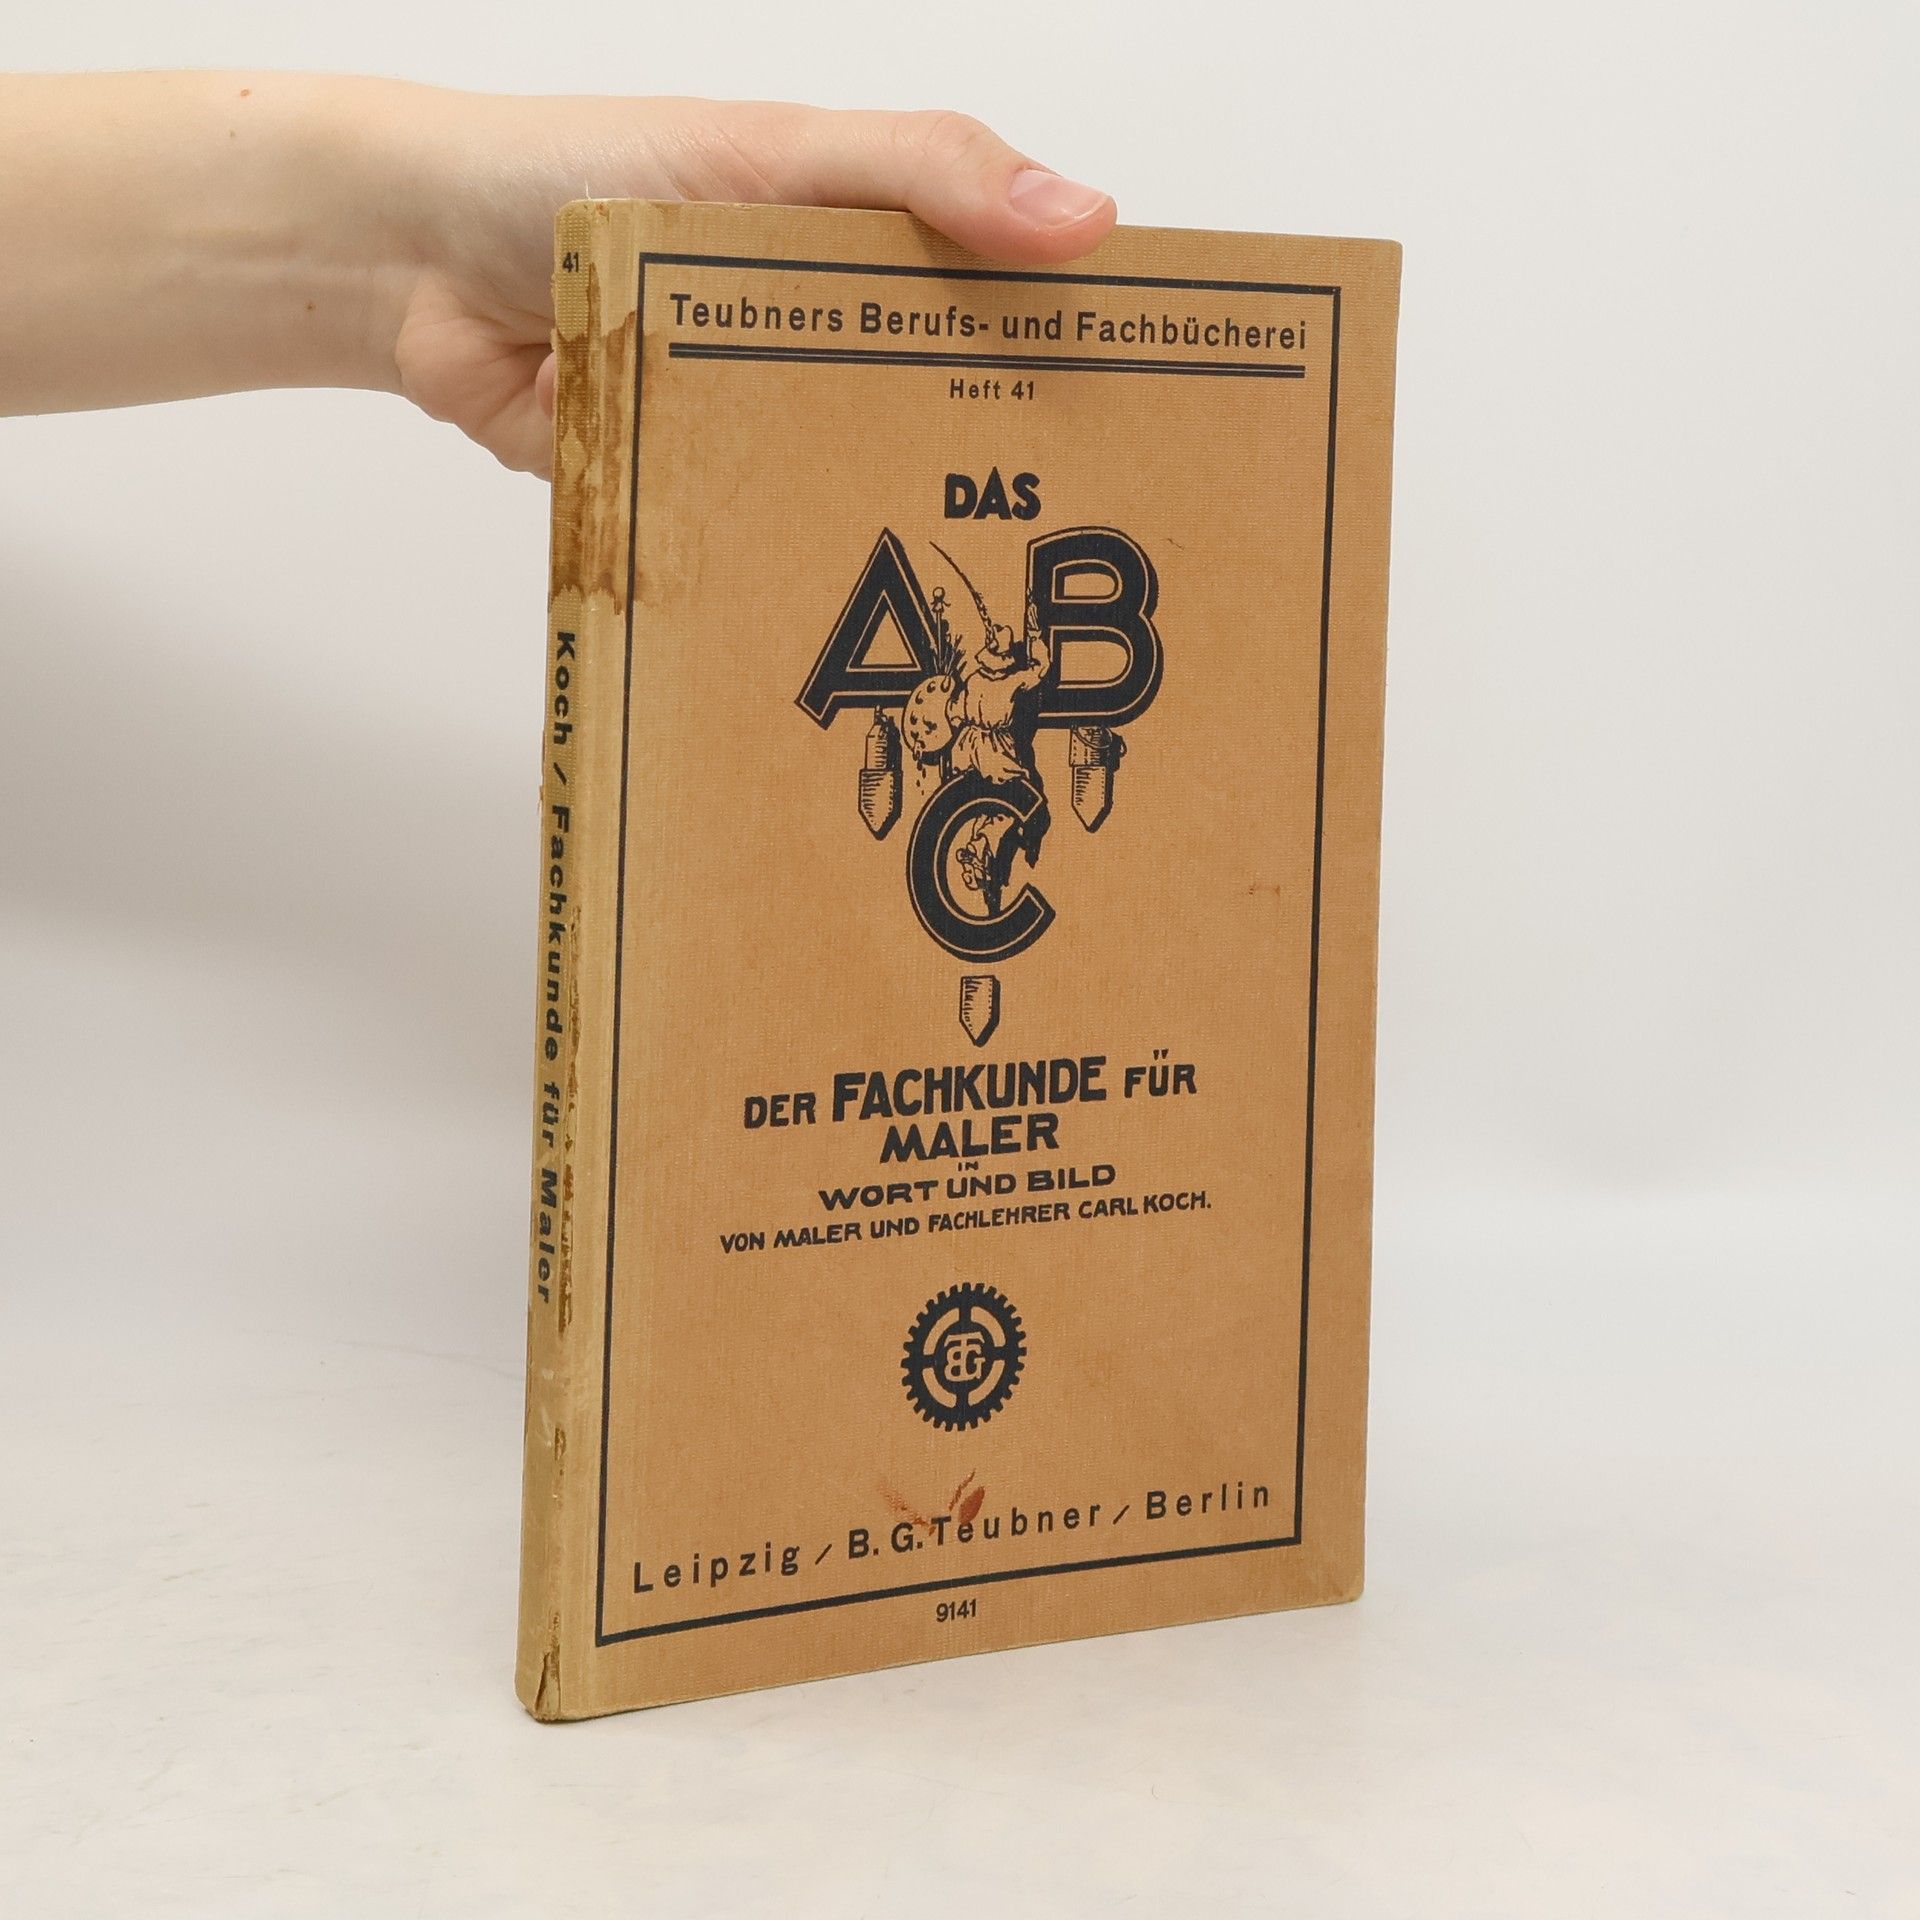 41
Koch / Fachkunde für Maler
Teubners Berufs- und Fachbücherei
Heft 41
DAS
A B
C
DER FACHKUNDE FÜR
MALER
IN
WORT UND BILD
VON MALER UND FACHLEHRER CARL KOCH.
BTG
Leipzig / B. G. Teubner / Berlin
9141